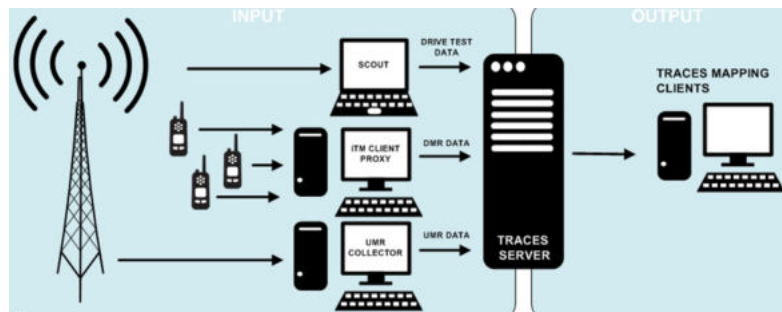 INPUT
OUTPUT
SCOUT
DRIVE TEST
DATA
TRACES MAPPING
CLIENTS
iTM CLIENT
PROXY
DMR DATA
UMR
COLLECTOR
UMR DATA
TRACES
SERVER